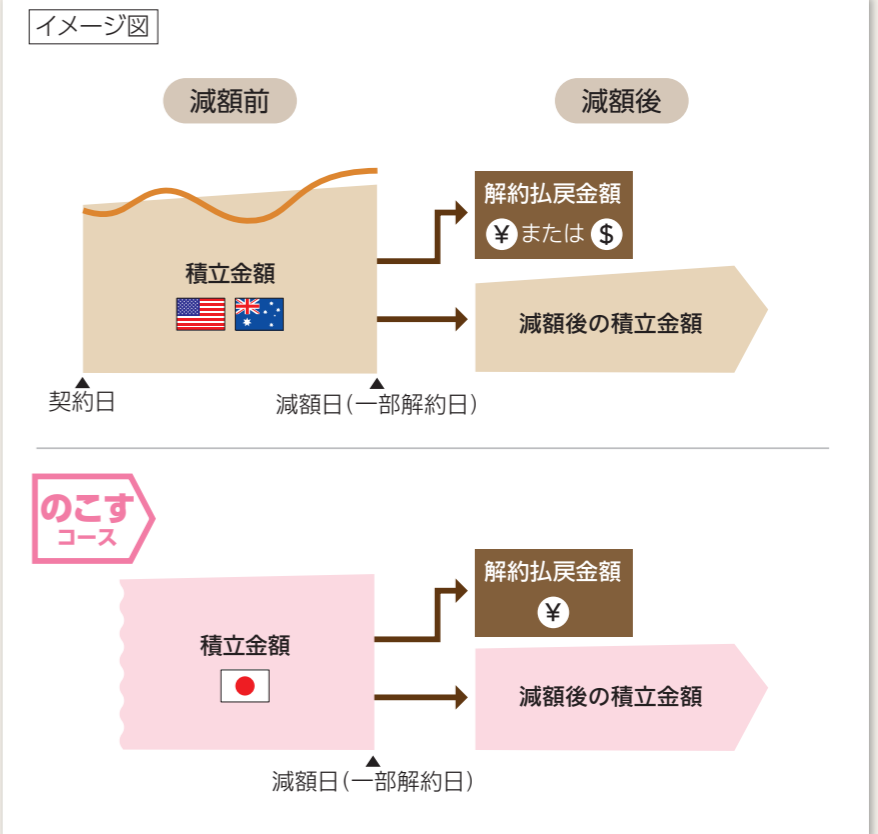 イメージ図
減額前
減額後
解約払戻金額
¥ または $
積立金額
減額後の積立金額
契約日
減額日(一部解約日)
のこす
コース
解約払戻金額
¥
積立金額
減額後の積立金額
減額日(一部解約日)